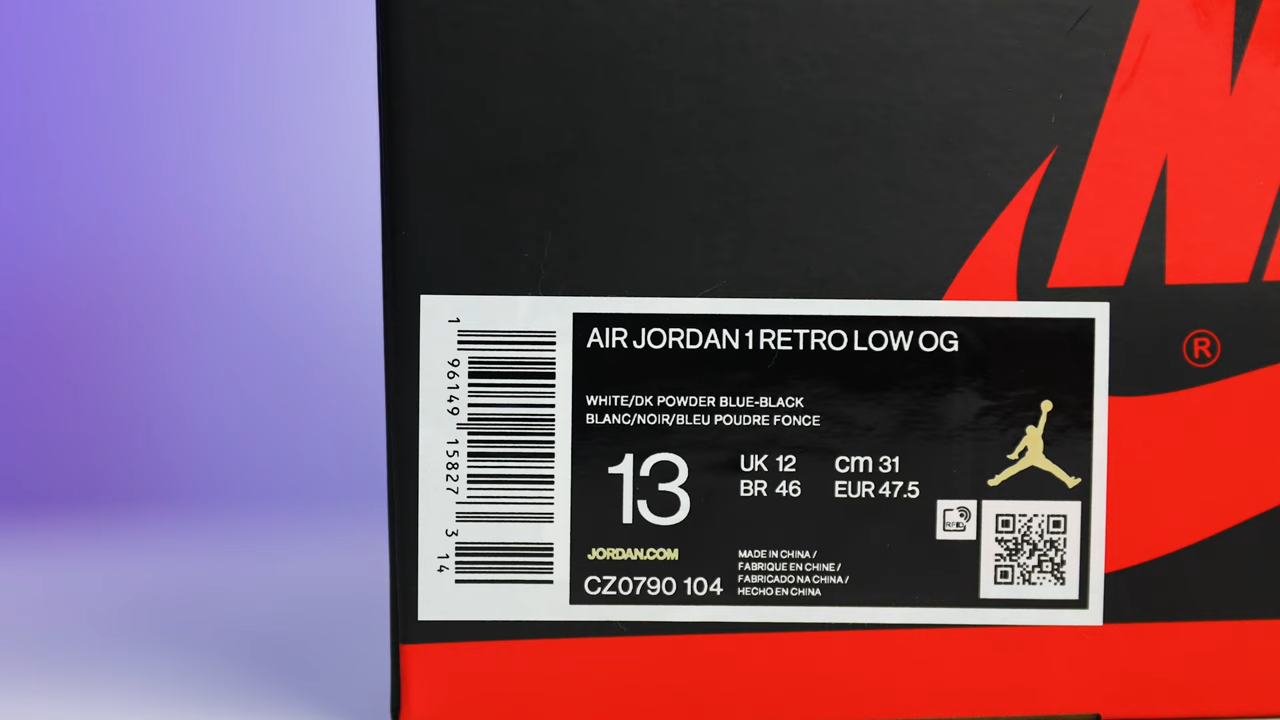 ®
1 96149 15827 3 14
AIR JORDAN 1 RETRO LOW OG
WHITE/DK POWDER BLUE-BLACK
BLANC/NOIR/BLEU POUDRE FONCE
13
UK 12 cm 31
BR 46 EUR 47.5
RFID
JORDAN.COM
CZ0790 104
MADE IN CHINA /
FABRIQUE EN CHINE /
FABRICADO NA CHINA /
HECHO EN CHINA